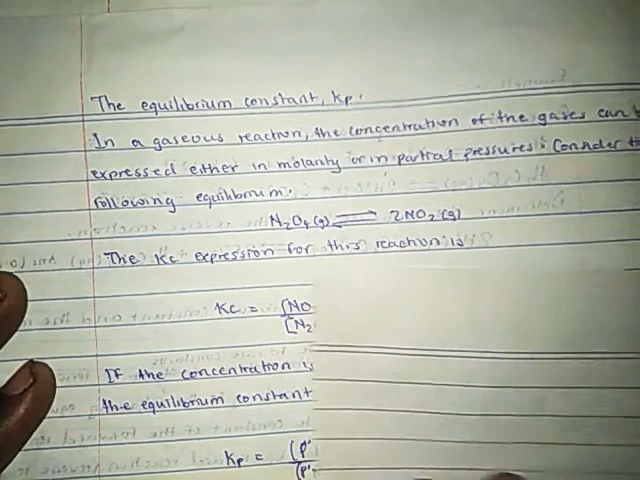 The equilibrium constant, Kp.
In a gaseous reaction, the concentration of the gases can b
expressed either in molarity or in partial pressures. Consider t
following equilibrium.
N₂O₄(g) ⇌ 2NO₂(g)
The Kc expression for this reaction is
Kc = [NO
[N₂
If the concentration is
the equilibrium constant
Kp = (P
(P